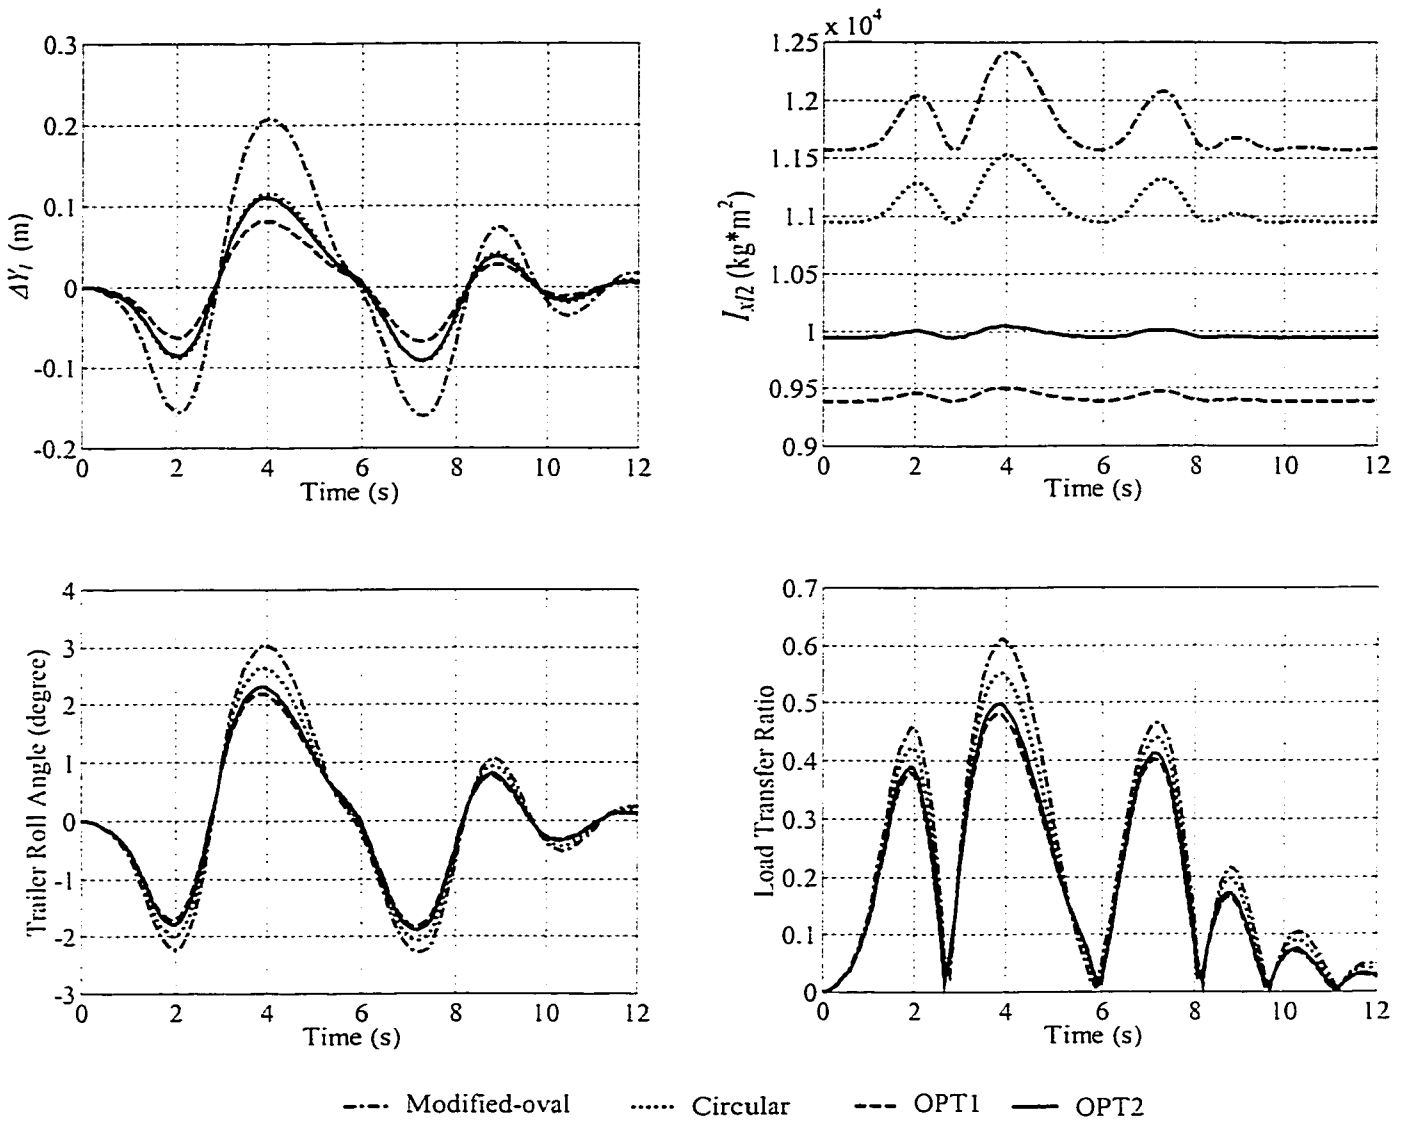 0.3
0.2
0.1
0
-0.1
-0.2
ΔYl (m)
0 2 4 6 8 10 12
Time (s)
x 10^4
1.25
1.2
1.15
1.1
1.05
1
0.95
0.9
Ixl2 (kg*m^2)
0 2 4 6 8 10 12
Time (s)
4
3
2
1
0
-1
-2
-3
Trailer Roll Angle (degree)
0 2 4 6 8 10 12
Time (s)
0.7
0.6
0.5
0.4
0.3
0.2
0.1
0
Load Transfer Ratio
0 2 4 6 8 10 12
Time (s)
Modified-oval Circular OPT1 OPT2